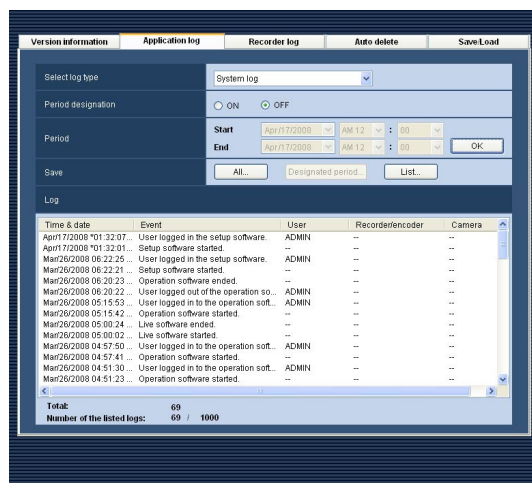 Version information Application log Recorder log Auto delete Save/Load
Select log type System log
Period designation ON OFF
Period Start Apr/17/2008 AM 12 : 00
End Apr/17/2008 AM 12 : 00 OK
Save All... Designated period... List...
Log
Time & date Event User Recorder/encoder Camera
Apr/17/2008 *01:32:07... User logged in the setup software. ADMIN -- --
Apr/17/2008 *01:32:01... Setup software started. -- -- --
Mar/26/2008 06:22:25 ... User logged in the setup software. ADMIN -- --
Mar/26/2008 06:22:21 ... Setup software started. -- -- --
Mar/26/2008 06:20:23 ... Operation software ended. -- -- --
Mar/26/2008 06:20:22 ... User logged out of the operation so... ADMIN -- --
Mar/26/2008 05:15:53 ... User logged in to the operation soft... ADMIN -- --
Mar/26/2008 05:15:42 ... Operation software started. -- -- --
Mar/26/2008 05:00:24 ... Live software ended. -- -- --
Mar/26/2008 05:00:02 ... Live software started. -- -- --
Mar/26/2008 04:57:50 ... User logged in to the operation soft... ADMIN -- --
Mar/26/2008 04:57:41 ... Operation software started. -- -- --
Mar/26/2008 04:51:30 ... User logged in to the operation soft... ADMIN -- --
Mar/26/2008 04:51:23 ... Operation software started. -- -- --
Total: 69
Number of the listed logs: 69 / 1000